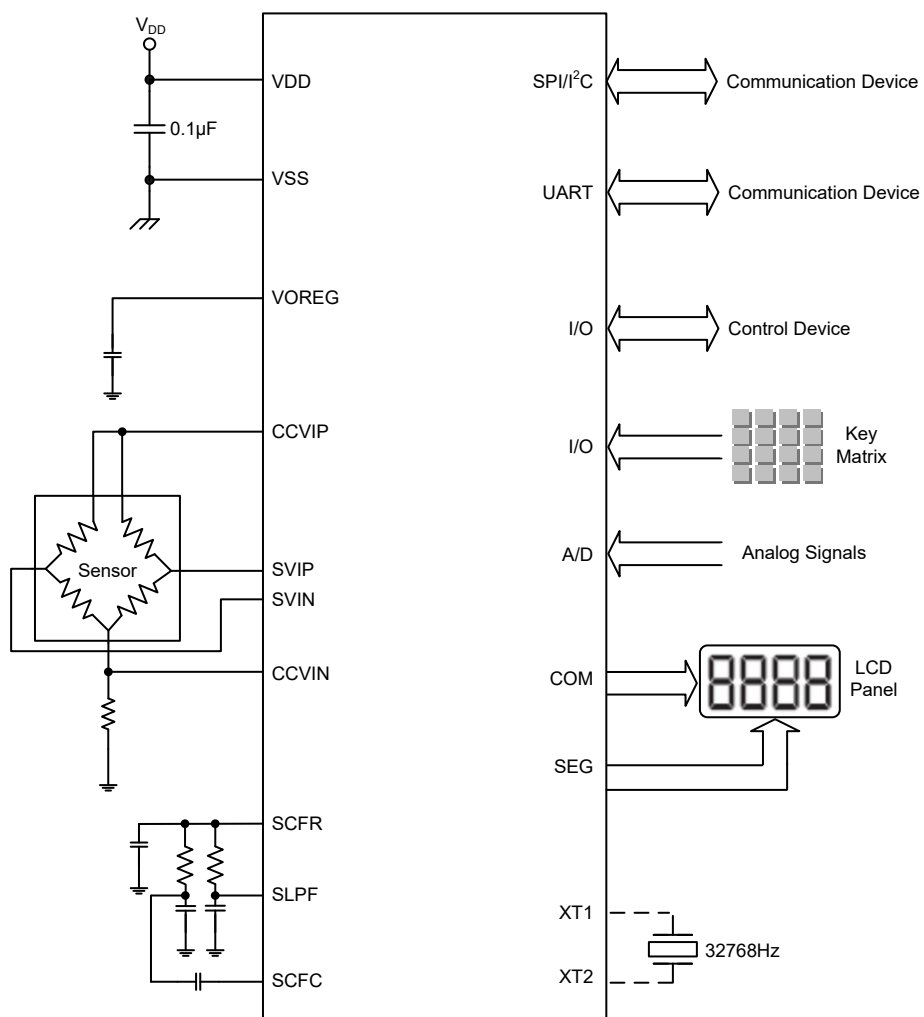 V_DD
VDD
0.1µF
VSS
VOREG
CCVIP
Sensor
SVIP
SVIN
CCVIN
SCFR
SLPF
SCFC
SPI/I²C
Communication Device
UART
Communication Device
I/O
Control Device
I/O
Key
Matrix
A/D
Analog Signals
COM
8888
LCD
Panel
SEG
XT1
32768Hz
XT2